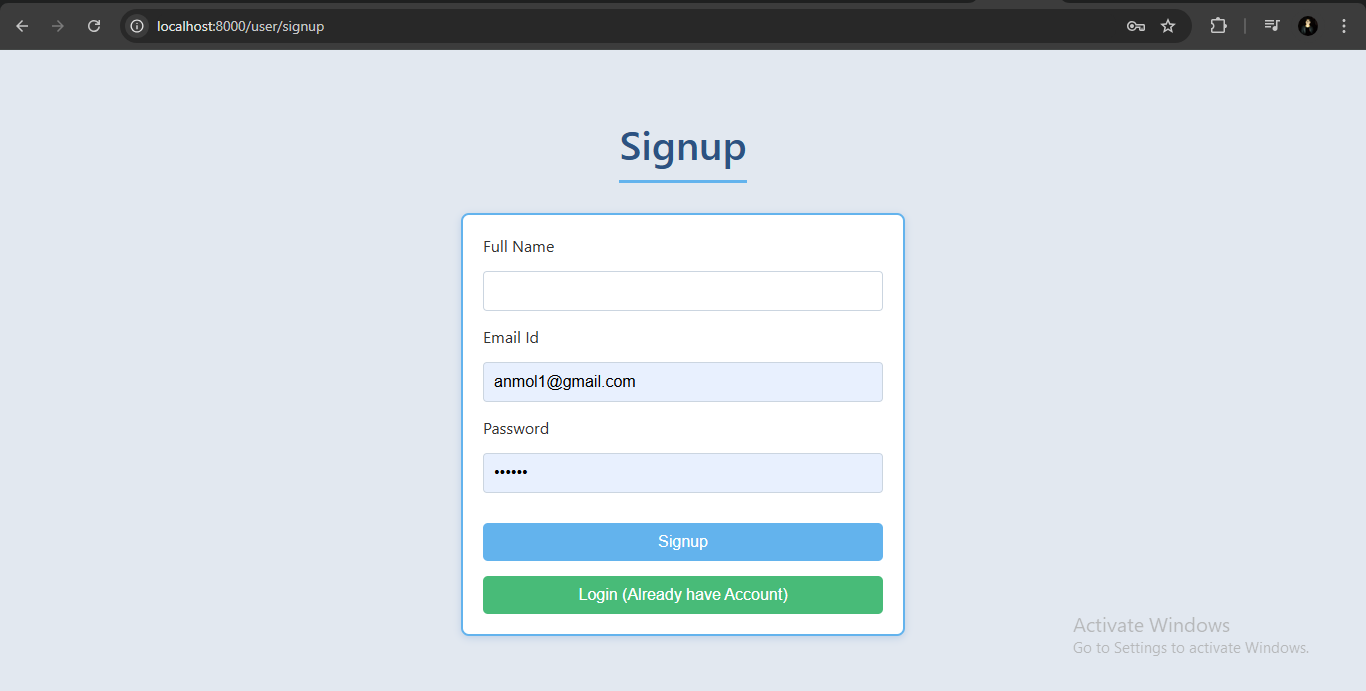 localhost:8000/user/signup
Signup
Full Name
Email Id
anmol1@gmail.com
Password
••••••
Signup
Login (Already have Account)
Activate Windows
Go to Settings to activate Windows.